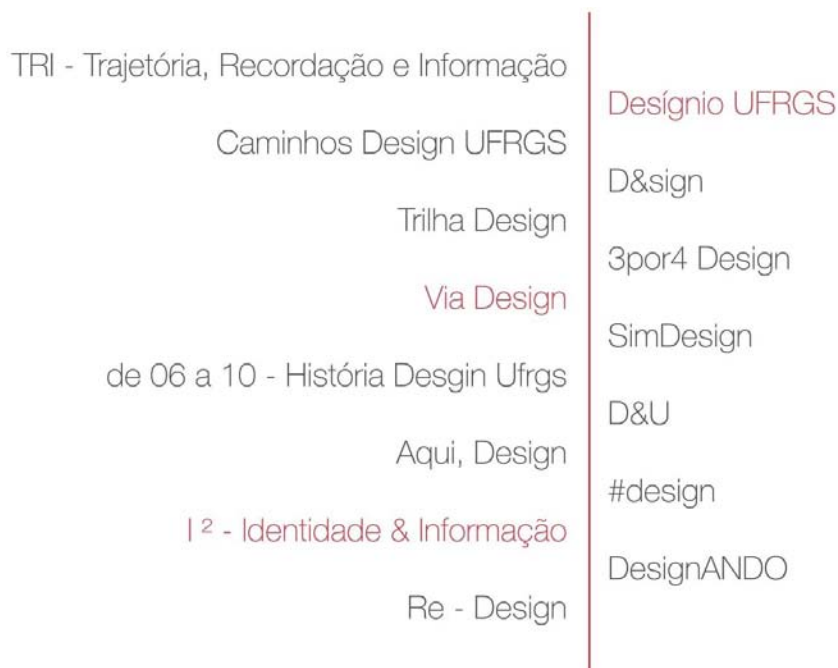 TRI - Trajetória, Recordação e Informação
Caminhos Design UFRGS
Trilha Design
Via Design
de 06 a 10 - História Desgin Ufrgs
Aqui, Design
I ² - Identidade & Informação
Re - Design
Desígnio UFRGS
D&sign
3por4 Design
SimDesign
D&U
#design
DesignANDO